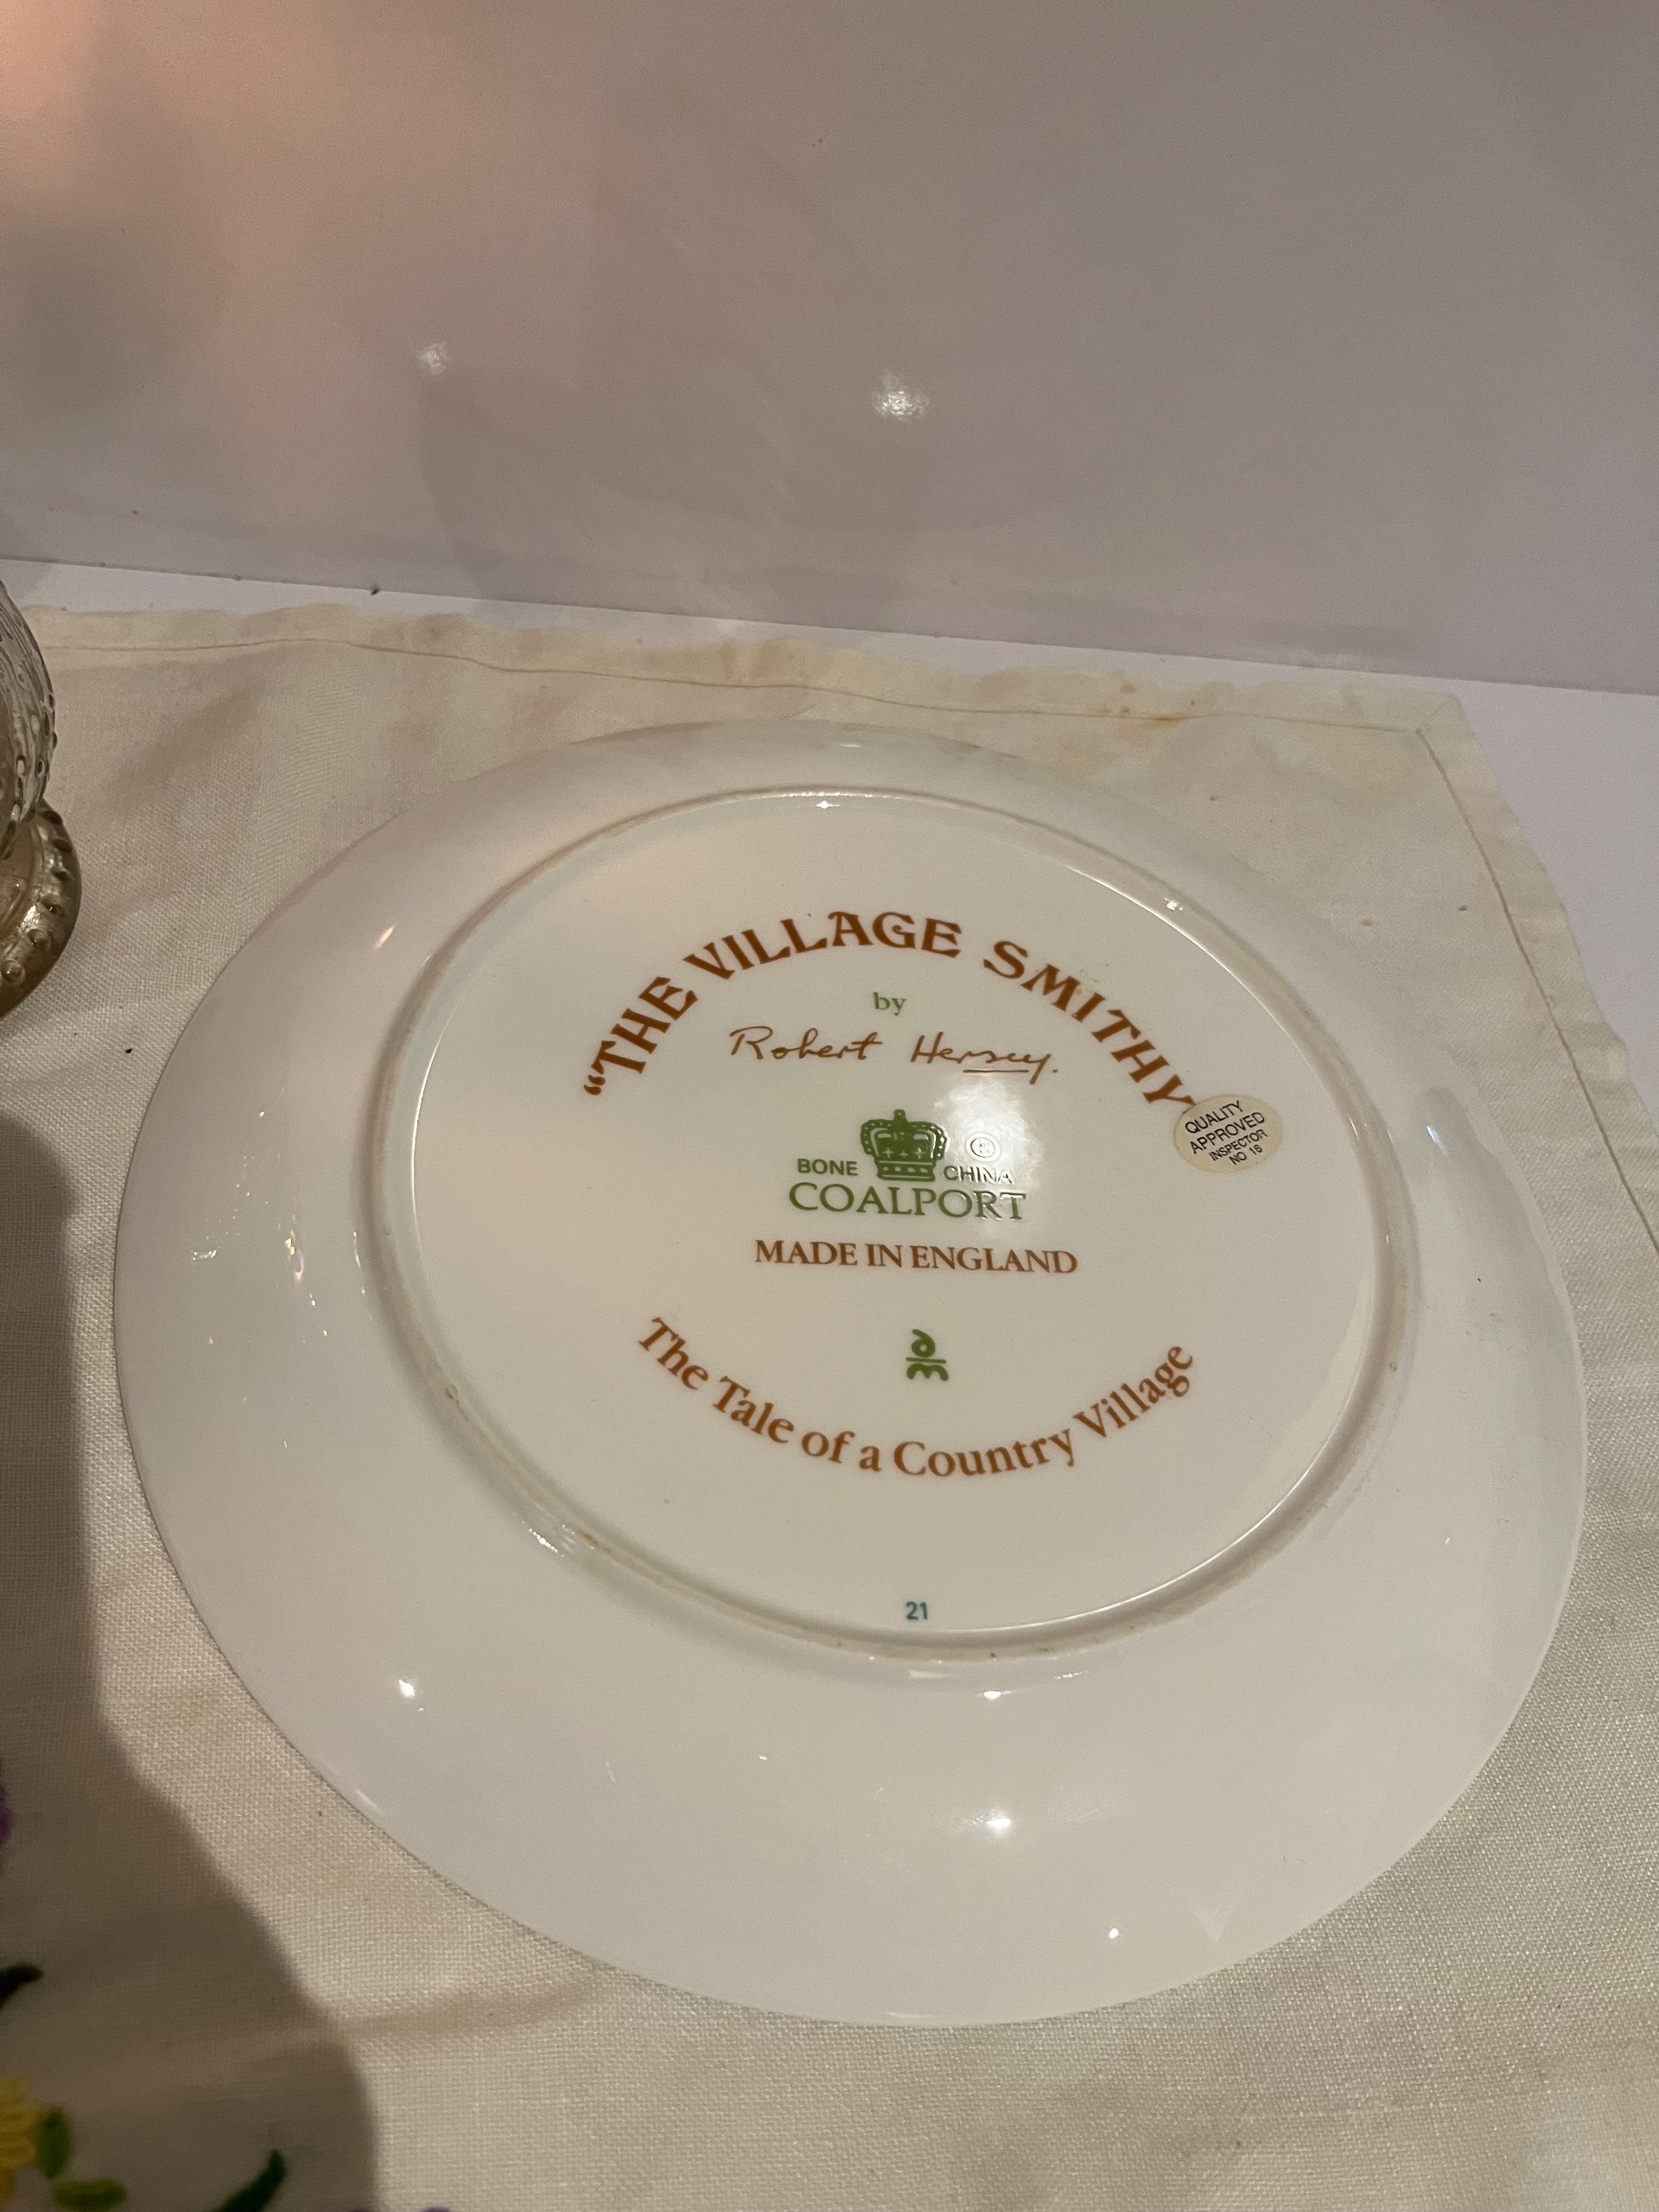 "THE VILLAGE SMITHY"
by
Robert Hersey.
BONE CHINA ®
COALPORT
MADE IN ENGLAND
The Tale of a Country Village
21
QUALITY
APPROVED
INSPECTOR
NO 16